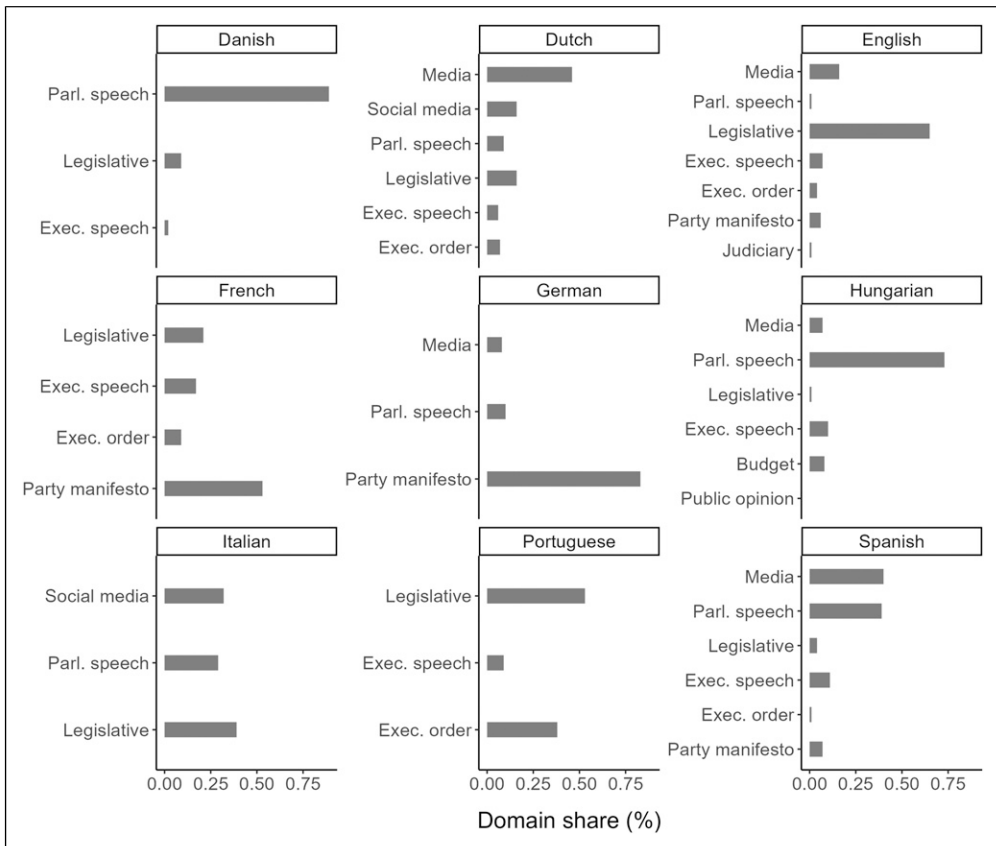 Danish
Parl. speech
Legislative
Exec. speech
Dutch
Media
Social media
Parl. speech
Legislative
Exec. speech
Exec. order
English
Media
Parl. speech
Legislative
Exec. speech
Exec. order
Party manifesto
Judiciary
French
Legislative
Exec. speech
Exec. order
Party manifesto
German
Media
Parl. speech
Party manifesto
Hungarian
Media
Parl. speech
Legislative
Exec. speech
Budget
Public opinion
Italian
Social media
Parl. speech
Legislative
0.00 0.25 0.50 0.75
Portuguese
Legislative
Exec. speech
Exec. order
0.00 0.25 0.50 0.75
Spanish
Media
Parl. speech
Legislative
Exec. speech
Exec. order
Party manifesto
0.00 0.25 0.50 0.75
Domain share (%)